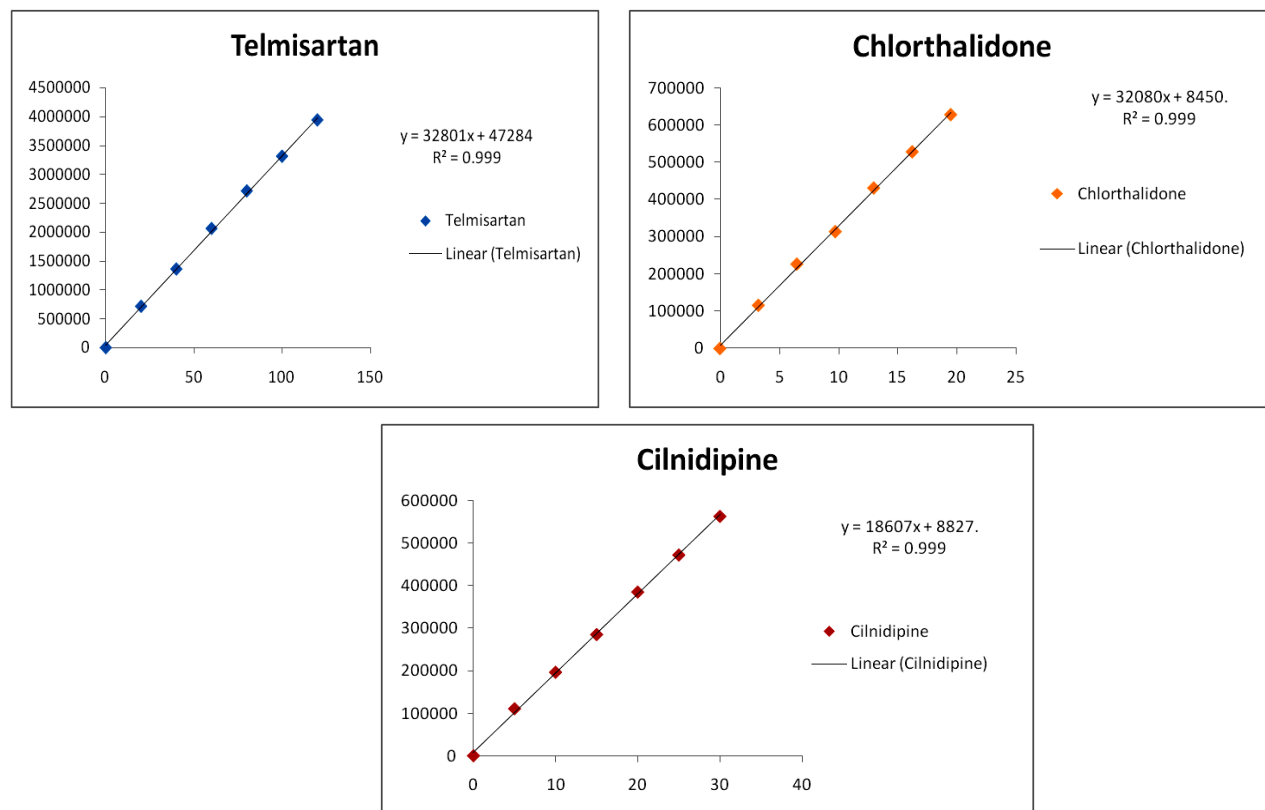 Telmisartan
4500000
4000000
3500000
3000000
2500000
2000000
1500000
1000000
500000
0
0 50 100 150
y = 32801x + 47284
R² = 0.999
Telmisartan
Linear (Telmisartan)
Chlorthalidone
700000
600000
500000
400000
300000
200000
100000
0
0 5 10 15 20 25
y = 32080x + 8450.
R² = 0.999
Chlorthalidone
Linear (Chlorthalidone)
Cilnidipine
600000
500000
400000
300000
200000
100000
0
0 10 20 30 40
y = 18607x + 8827.
R² = 0.999
Cilnidipine
Linear (Cilnidipine)